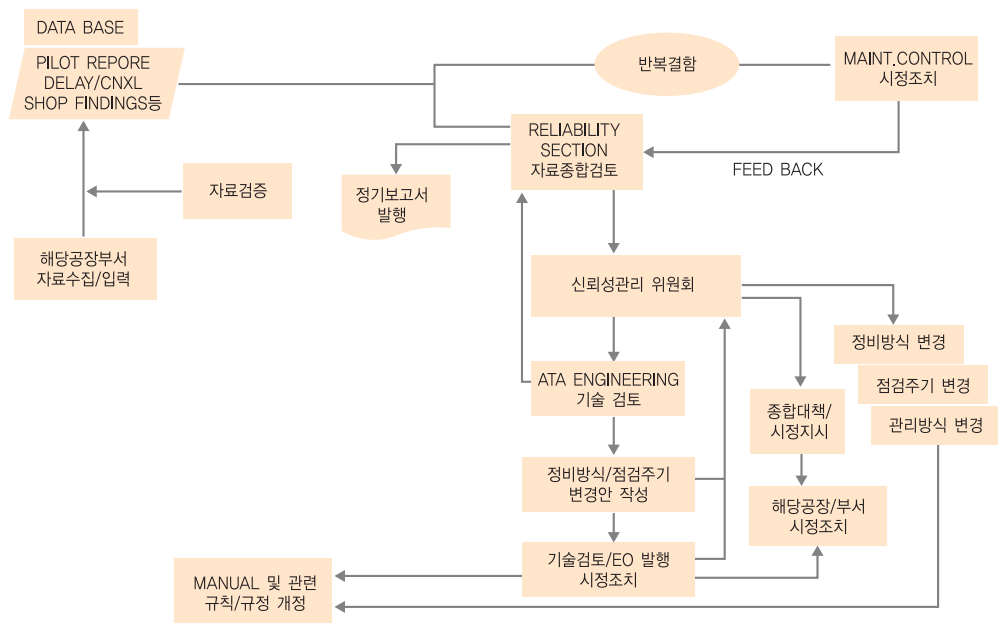 DATA BASE
PILOT REPORE
DELAY/CNXL
SHOP FINDINGS등
반복결함
MAINT.CONTROL
시정조치
RELIABILITY
SECTION
자료종합검토
FEED BACK
자료검증
정기보고서
발행
해당공장부서
자료수집/입력
신뢰성관리 위원회
정비방식 변경
점검주기 변경
관리방식 변경
ATA ENGINEERING
기술 검토
종합대책/
시정지시
정비방식/점검주기
변경안 작성
해당공장/부서
시정조치
기술검토/EO 발행
시정조치
MANUAL 및 관련
규칙/규정 개정